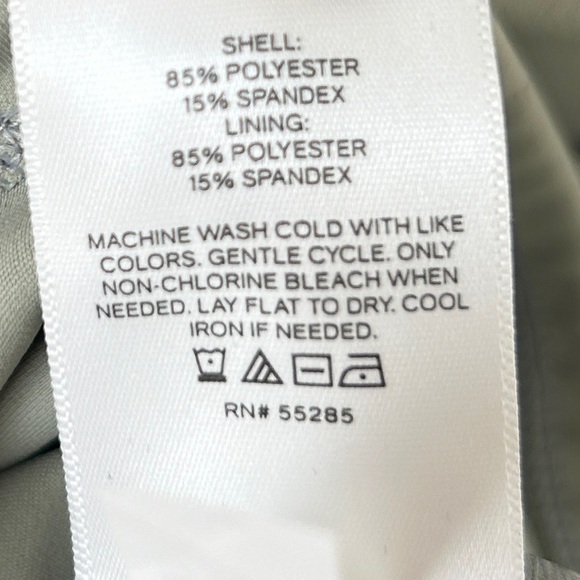 SHELL:
85% POLYESTER
15% SPANDEX
LINING:
85% POLYESTER
15% SPANDEX
MACHINE WASH COLD WITH LIKE
COLORS. GENTLE CYCLE. ONLY
NON-CHLORINE BLEACH WHEN
NEEDED. LAY FLAT TO DRY. COOL
IRON IF NEEDED.
RN# 55285